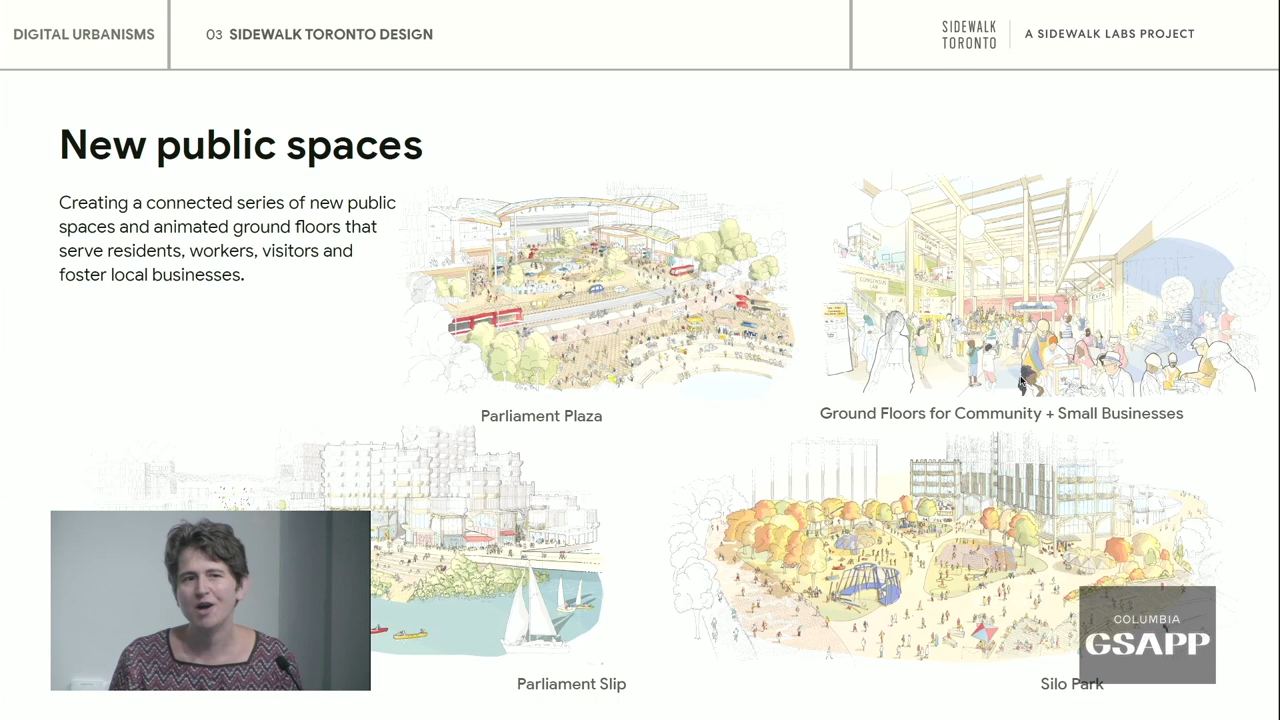 DIGITAL URBANISMS
03 SIDEWALK TORONTO DESIGN
SIDEWALK
TORONTO
A SIDEWALK LABS PROJECT
New public spaces
Creating a connected series of new public
spaces and animated ground floors that
serve residents, workers, visitors and
foster local businesses.
Parliament Plaza
Ground Floors for Community + Small Businesses
Parliament Slip
Silo Park
COLUMBIA
GSAPP